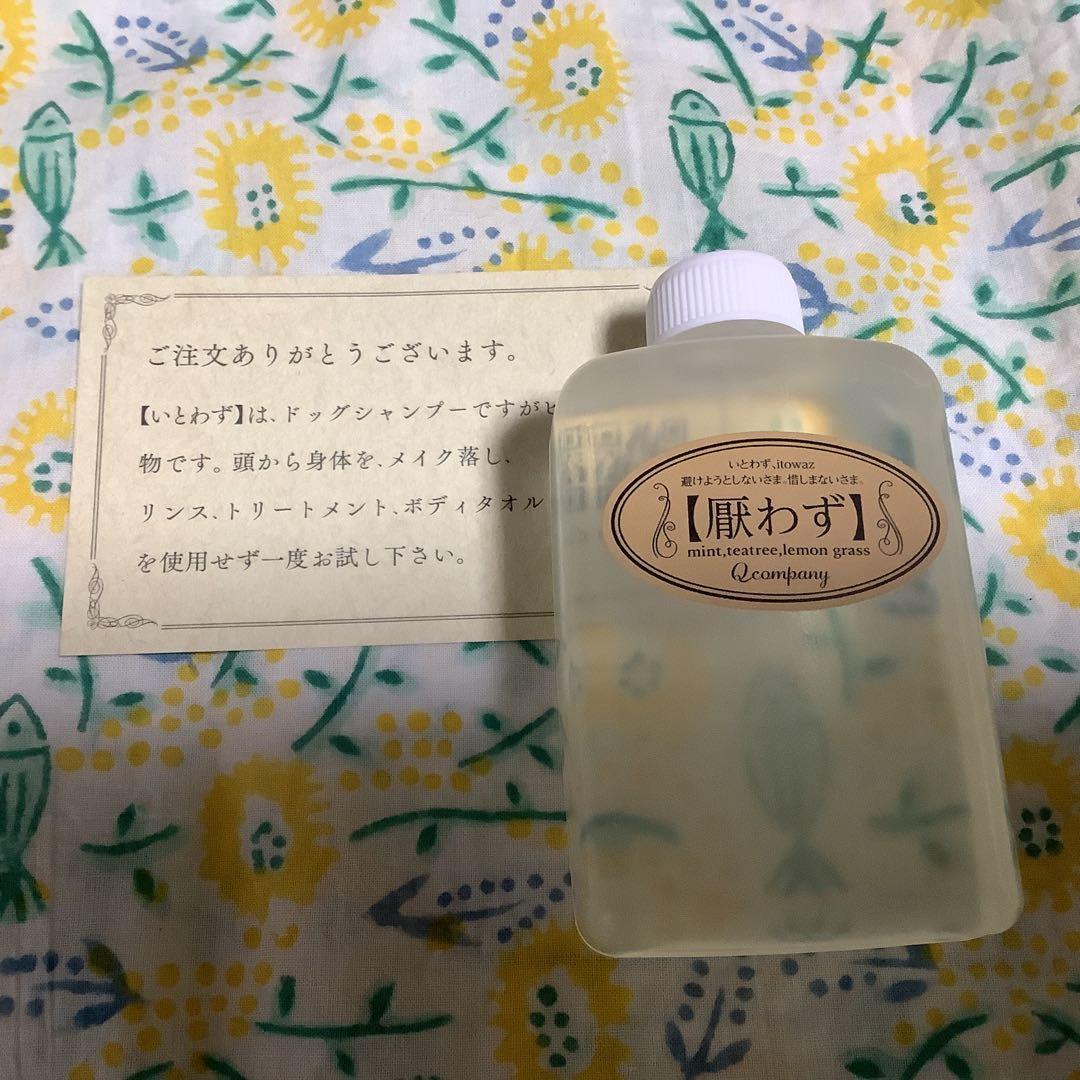 ご注文ありがとうございます。
【いとわず】は、ドッグシャンプーですがヒ
物です。頭から身体を、メイク落し、
リンス、トリートメント、ボディタオル
を使用せず一度お試し下さい。
いとわず、itowaz
避けようとしないさま。惜しまないさま。
【厭わず】
mint,teatree,lemon grass
Qcompany